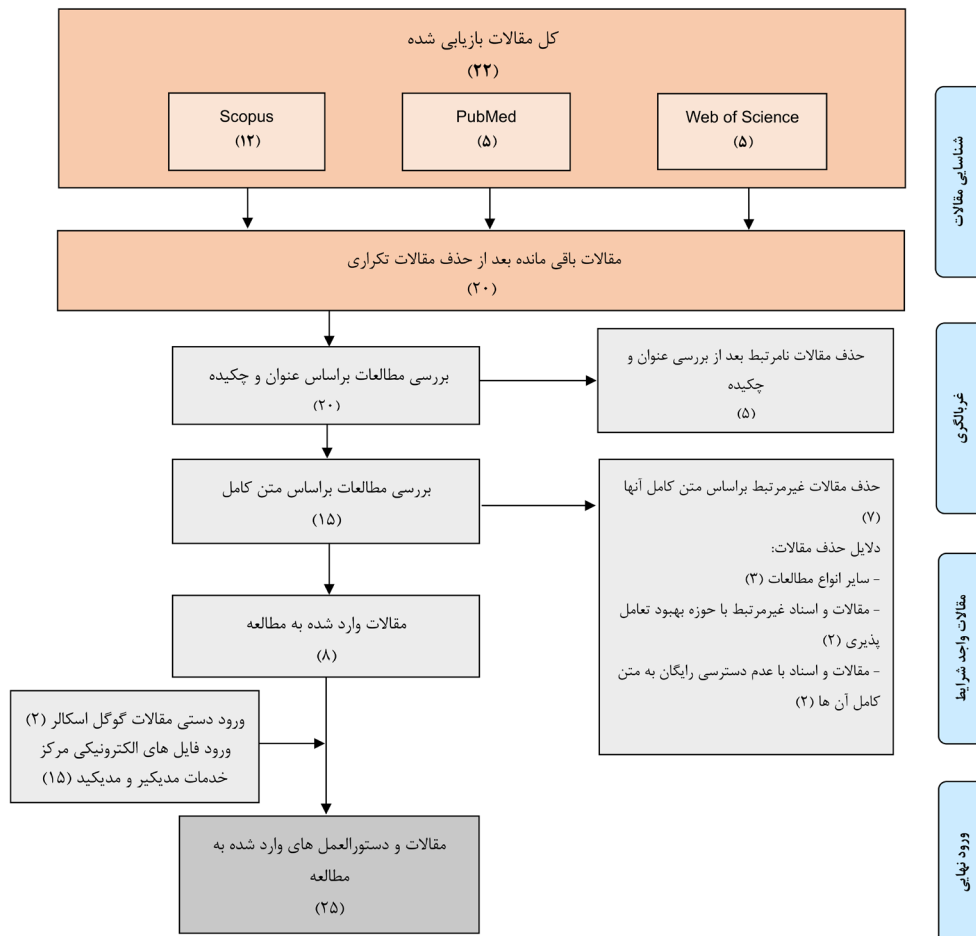 کل مقالات بازیابی شده
(۲۲)
Scopus
(۱۲)
PubMed
(۵)
Web of Science
(۵)
شناسایی مقالات
مقالات باقی مانده بعد از حذف مقالات تکراری
(۲۰)
بررسی مطالعات براساس عنوان و چکیده
(۲۰)
حذف مقالات نامرتبط بعد از بررسی عنوان و
چکیده
(۵)
غربالگری
بررسی مطالعات براساس متن کامل
(۱۵)
حذف مقالات غیرمرتبط براساس متن کامل آنها
(۷)
دلایل حذف مقالات:
- سایر انواع مطالعات (۳)
- مقالات و اسناد غیرمرتبط با حوزه بهبود تعامل
پذیری (۲)
- مقالات و اسناد با عدم دسترسی رایگان به متن
کامل آن ها (۲)
مقالات واجد شرایط
مقالات وارد شده به مطالعه
(۸)
ورود دستی مقالات گوگل اسکالر (۲)
ورود فایل های الکترونیکی مرکز
خدمات مدیکیر و مدیکید (۱۵)
مقالات و دستورالعمل های وارد شده به
مطالعه
(۲۵)
ورود نهایی